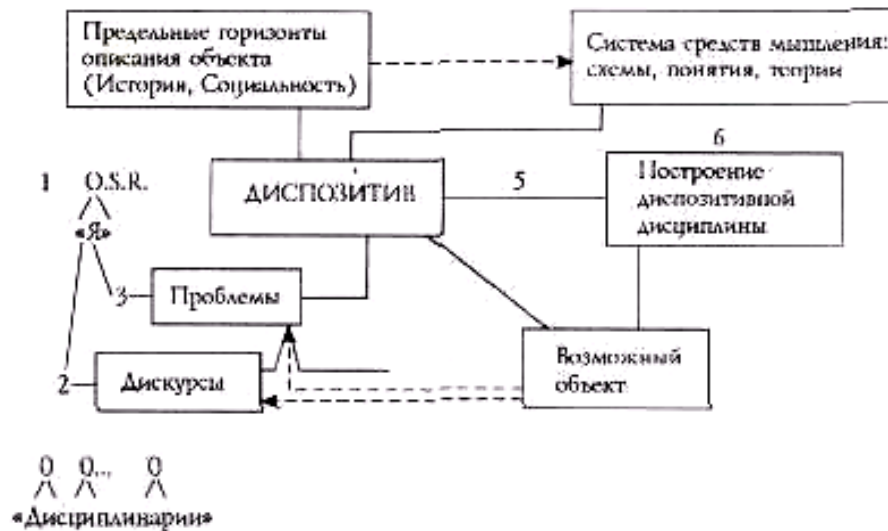 Предельные горизонты
описания объекта
(История, Социальность)
Система средств мышления:
схемы, понятия, теории
6
1 O.S.R.
ДИСПОЗИТИВ
5
Построение
диспозитивной
дисциплины
«Я»
3
Проблемы
2
Дискурсы
Возможный
объект
«Дисциплинарии»